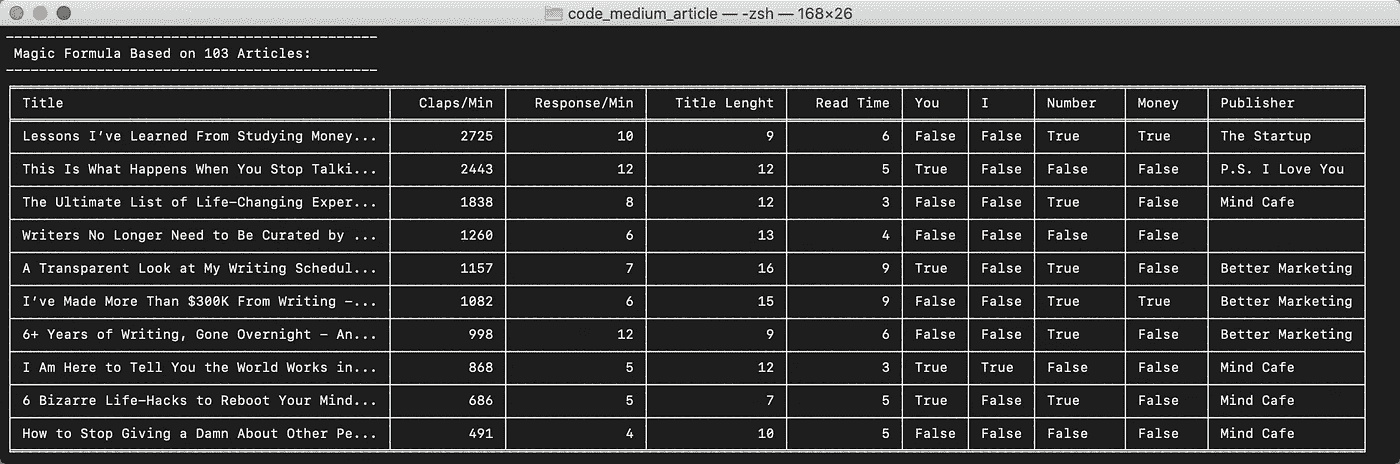 code_medium_article — -zsh — 168×26
Magic Formula Based on 103 Articles:
Title Claps/Min Response/Min Title Lenght Read Time You I Number Money Publisher
Lessons I’ve Learned From Studying Money... 2725 10 9 6 False False True True The Startup
This Is What Happens When You Stop Talki... 2443 12 12 5 True False False False P.S. I Love You
The Ultimate List of Life-Changing Exper... 1838 8 12 3 False False True False Mind Cafe
Writers No Longer Need to Be Curated by ... 1260 6 13 4 False False False False
A Transparent Look at My Writing Schedul... 1157 7 16 9 True False True False Better Marketing
I’ve Made More Than $300K From Writing —... 1082 6 15 9 False False True True Better Marketing
6+ Years of Writing, Gone Overnight — An... 998 12 9 6 False False True False Better Marketing
I Am Here to Tell You the World Works in... 868 5 12 3 True True False False Mind Cafe
6 Bizarre Life-Hacks to Reboot Your Mind... 686 5 7 5 True False True False Mind Cafe
How to Stop Giving a Damn About Other Pe... 491 4 10 5 False False False False Mind Cafe